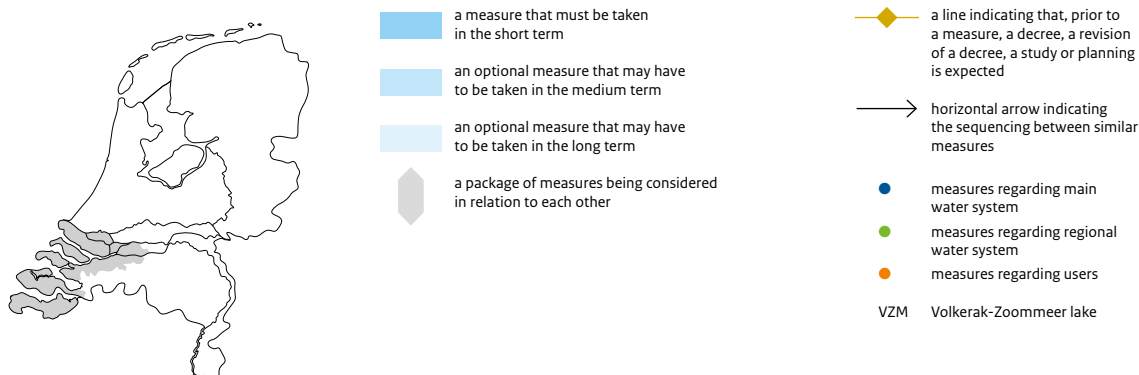 a measure that must be taken
in the short term
an optional measure that may have
to be taken in the medium term
an optional measure that may have
to be taken in the long term
a package of measures being considered
in relation to each other
a line indicating that, prior to
a measure, a decree, a revision
of a decree, a study or planning
is expected
horizontal arrow indicating
the sequencing between similar
measures
measures regarding main
water system
measures regarding regional
water system
measures regarding users
VZM Volkerak-Zoommeer lake